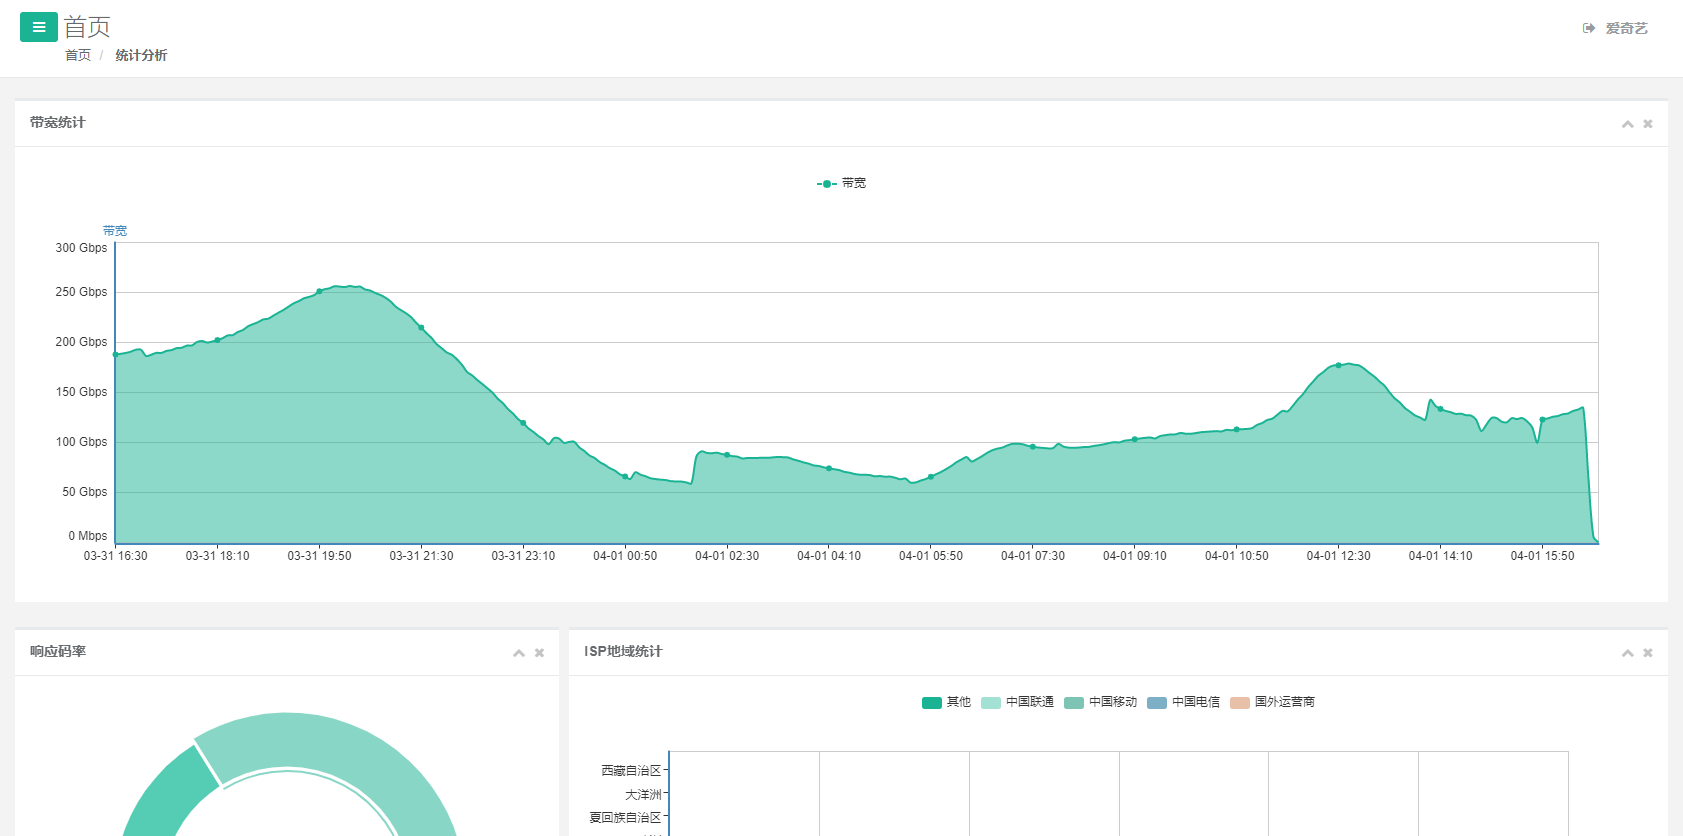 首页
爱奇艺
首页 / 统计分析
带宽统计
带宽
带宽
300 Gbps
250 Gbps
200 Gbps
150 Gbps
100 Gbps
50 Gbps
0 Mbps
03-31 16:30 03-31 18:10 03-31 19:50 03-31 21:30 03-31 23:10 04-01 00:50 04-01 02:30 04-01 04:10 04-01 05:50 04-01 07:30 04-01 09:10 04-01 10:50 04-01 12:30 04-01 14:10 04-01 15:50
响应码率
ISP地域统计
其他 中国联通 中国移动 中国电信 国外运营商
西藏自治区
大洋洲
夏回族自治区